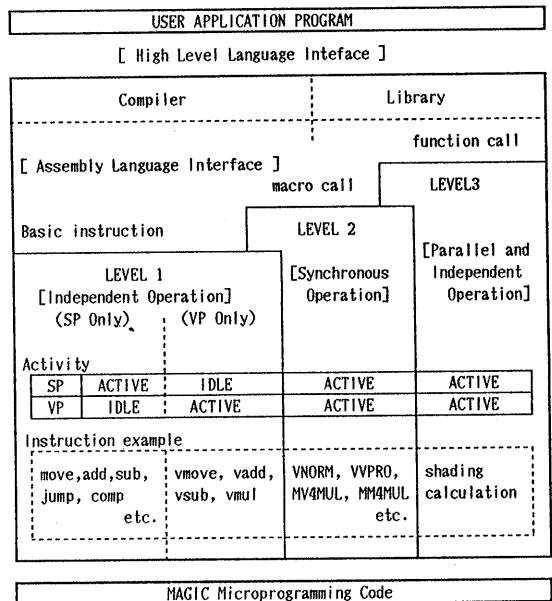 USER APPLICATION PROGRAM
[ High Level Language Inteface ]
Compiler
Library
function call
[ Assembly Language Interface ]
macro call
LEVEL3
Basic instruction
LEVEL 2
[Parallel and
Independent
Operation]
LEVEL 1
[Synchronous
Operation]
[Independent Operation]
(SP Only) (VP Only)
Activity
SP ACTIVE IDLE ACTIVE ACTIVE
VP IDLE ACTIVE ACTIVE ACTIVE
Instruction example
move,add,sub,
jump, comp
etc.
vmove, vadd,
vsub, vmul
VNORM, VVPRO,
MV4MUL, MM4MUL
etc.
shading
calculation
MAGIC Microprogramming Code